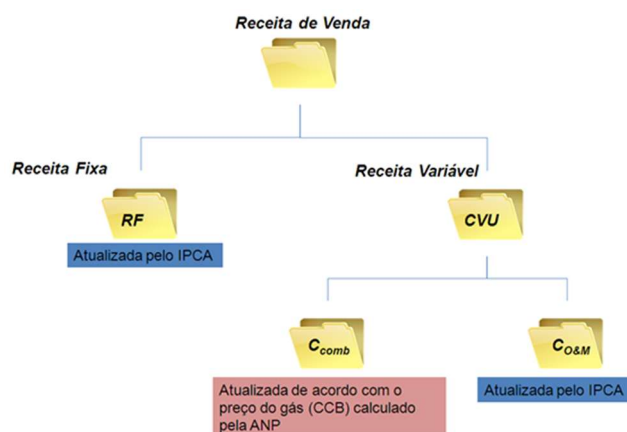 Receita de Venda
Receita Fixa
Receita Variável
RF
CVU
Atualizada pelo IPCA
Ccomb
CO&M
Atualizada de acordo com o
preço do gás (CCB) calculado
pela ANP
Atualizada pelo IPCA